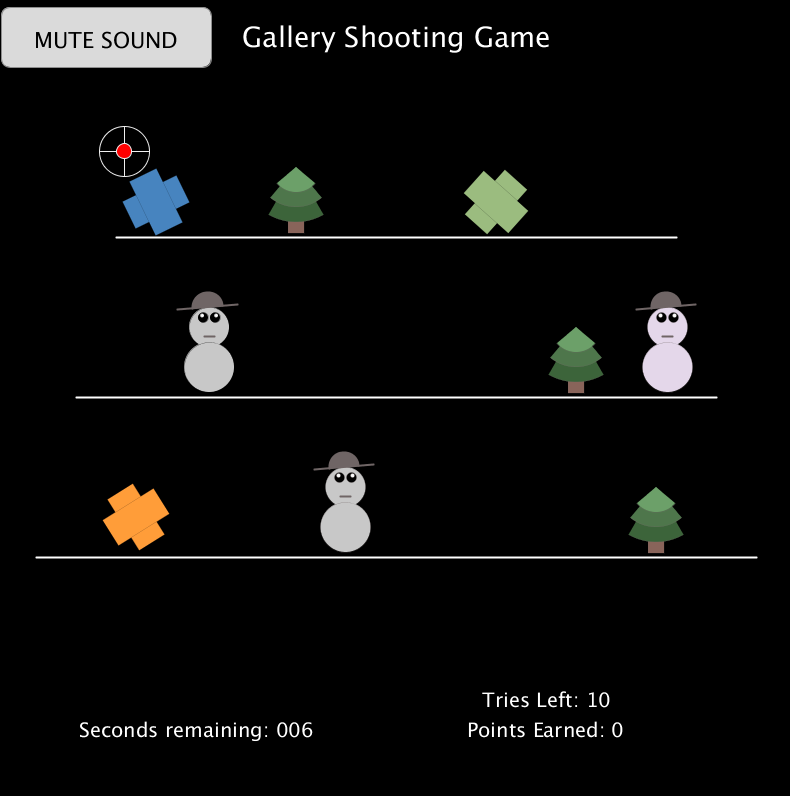 MUTE SOUND
Gallery Shooting Game
Tries Left: 10
Seconds remaining: 006
Points Earned: 0